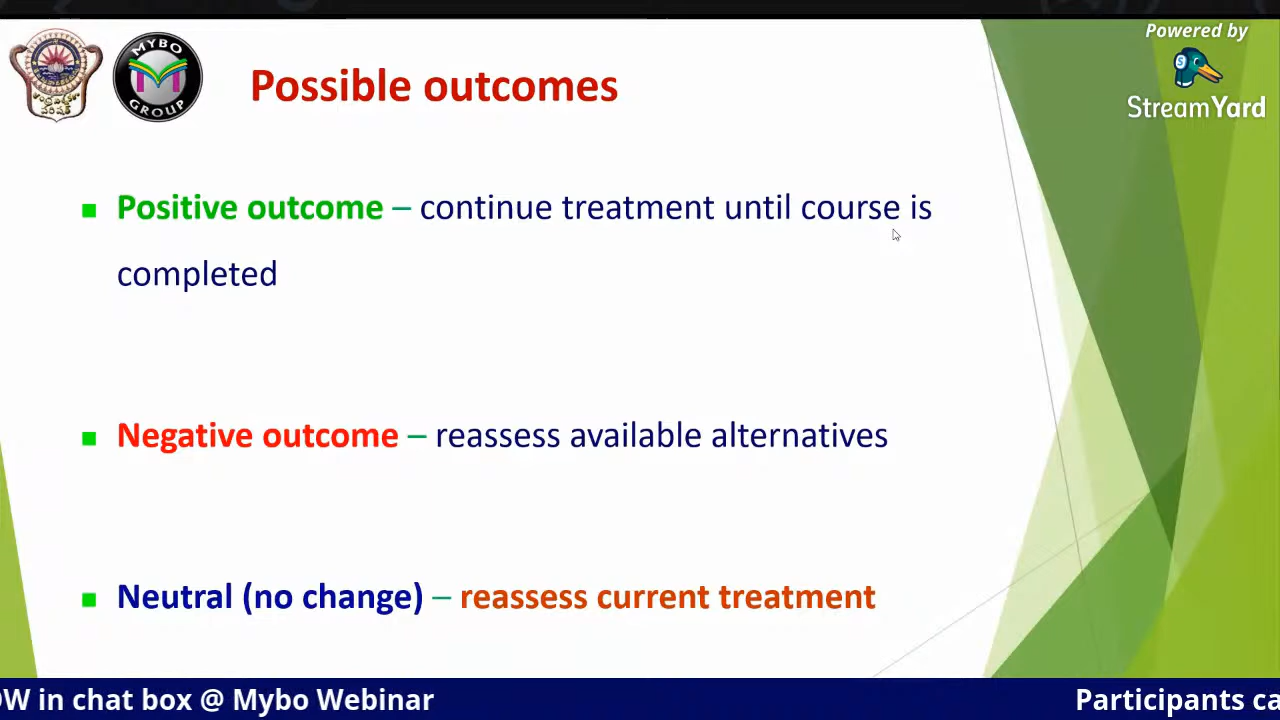 Powered by
StreamYard
MYBO
GROUP
Possible outcomes
Positive outcome – continue treatment until course is
completed
Negative outcome – reassess available alternatives
Neutral (no change) – reassess current treatment
in chat box @ Mybo Webinar
Participants